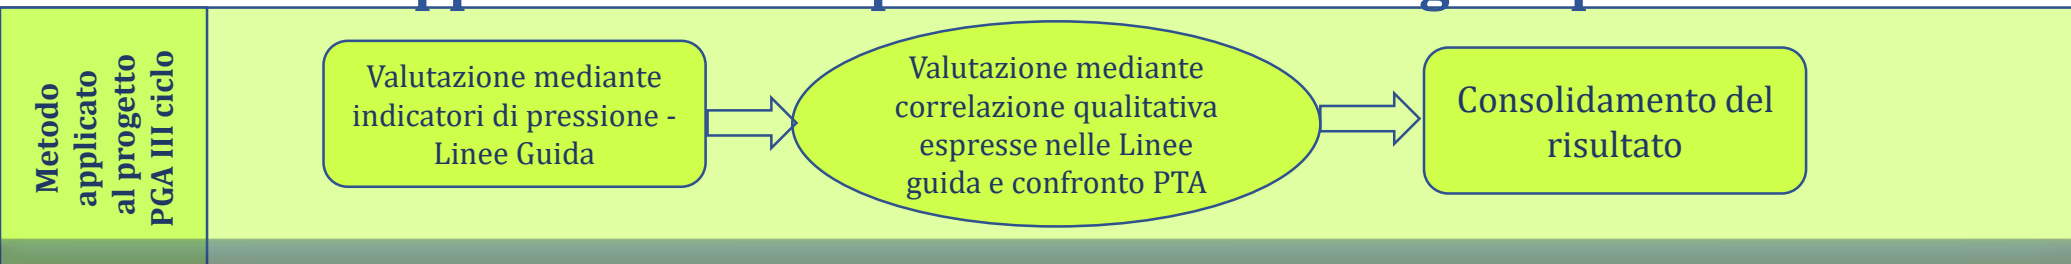 Metodo
applicato
al progetto
PGA III ciclo
Valutazione mediante
indicatori di pressione -
Linee Guida
Valutazione mediante
correlazione qualitativa
espresse nelle Linee
guida e confronto PTA
Consolidamento del
risultato